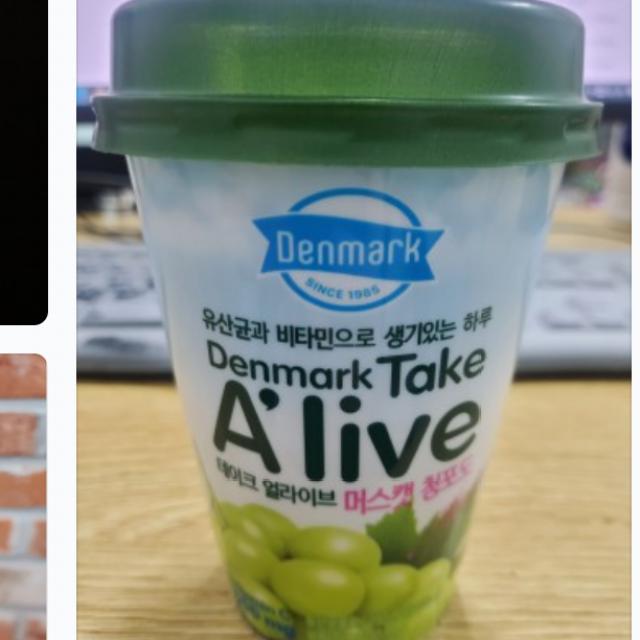 Denmark
SINCE 1985
유산균과 비타민으로 생기있는 하루
Denmark Take
A'live
테이크 얼라이브 머스캣 청포도